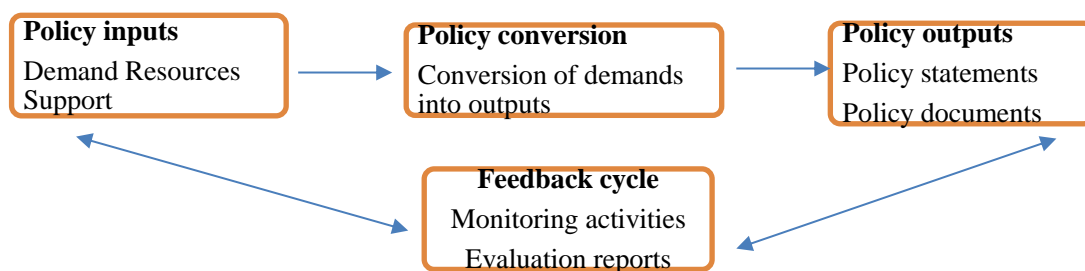 Policy inputs
Demand Resources
Support
Policy conversion
Conversion of demands
into outputs
Policy outputs
Policy statements
Policy documents
Feedback cycle
Monitoring activities
Evaluation reports